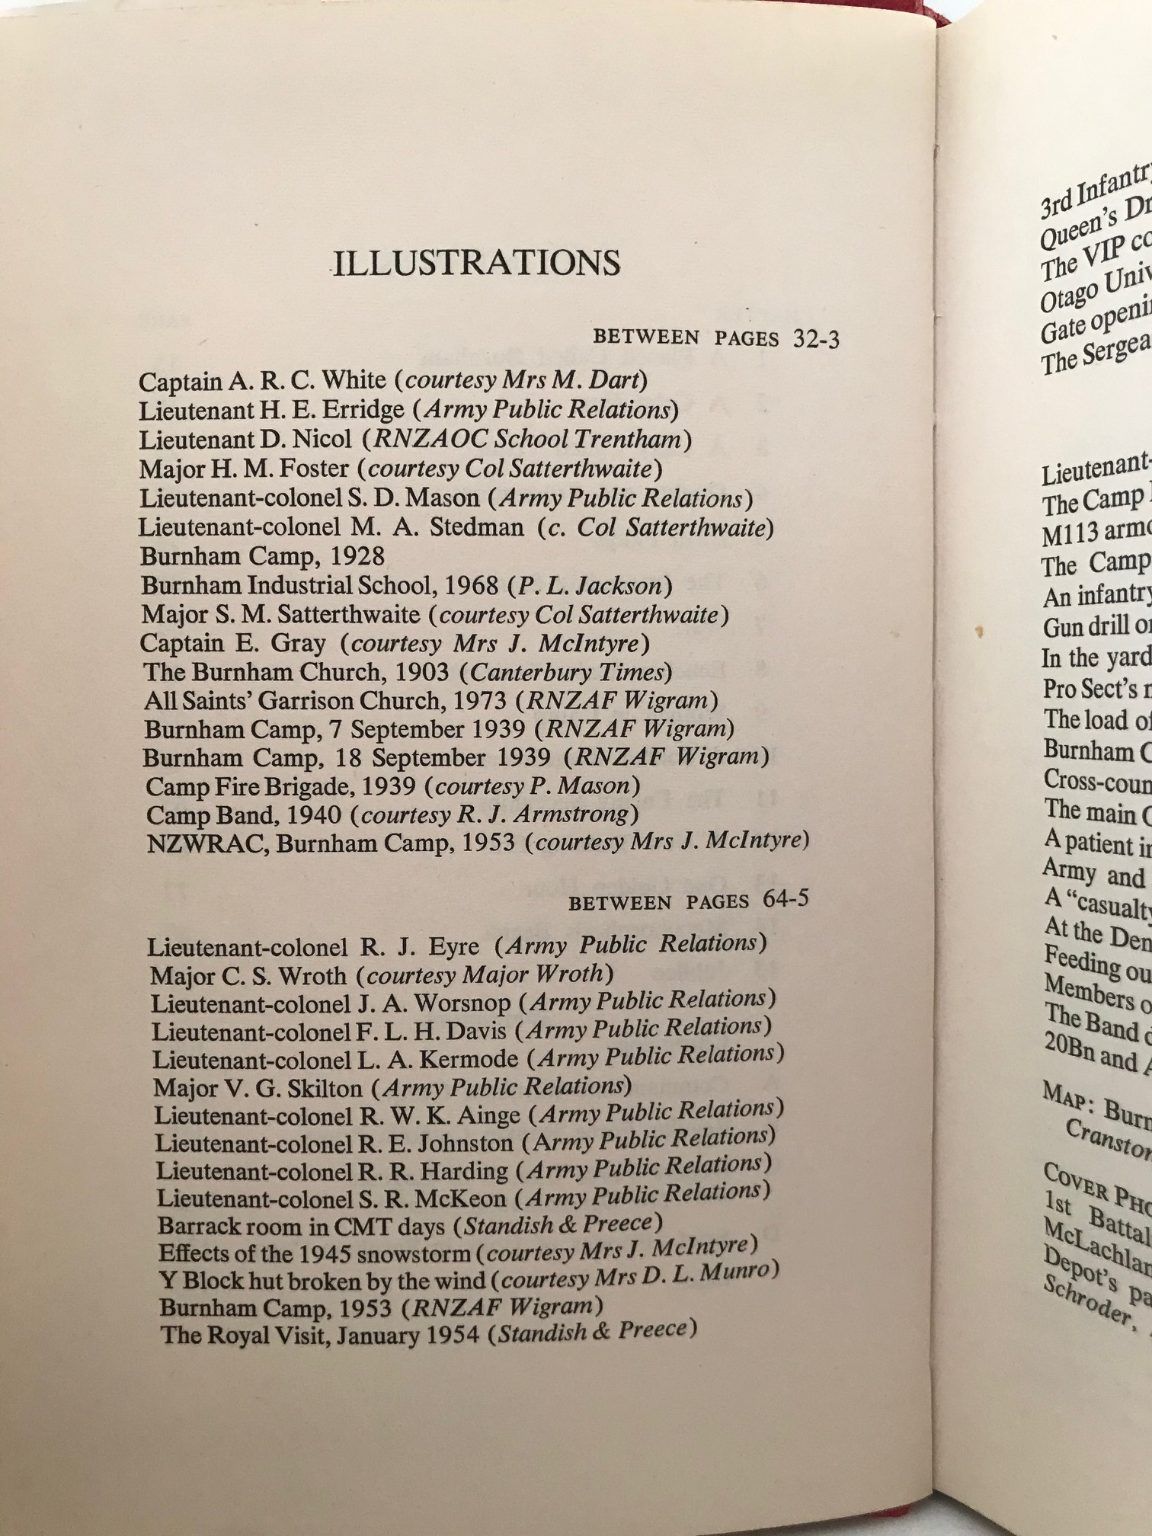 ILLUSTRATIONS
BETWEEN PAGES 32-3
Captain A. R. C. White (courtesy Mrs M. Dart)
Lieutenant H. E. Erridge (Army Public Relations)
Lieutenant D. Nicol (RNZAOC School Trentham)
Major H. M. Foster (courtesy Col Satterthwaite)
Lieutenant-colonel S. D. Mason (Army Public Relations)
Lieutenant-colonel M. A. Stedman (c. Col Satterthwaite)
Burnham Camp, 1928
Burnham Industrial School, 1968 (P. L. Jackson)
Major S. M. Satterthwaite (courtesy Col Satterthwaite)
Captain E. Gray (courtesy Mrs J. McIntyre)
The Burnham Church, 1903 (Canterbury Times)
All Saints' Garrison Church, 1973 (RNZAF Wigram)
Burnham Camp, 7 September 1939 (RNZAF Wigram)
Burnham Camp, 18 September 1939 (RNZAF Wigram)
Camp Fire Brigade, 1939 (courtesy P. Mason)
Camp Band, 1940 (courtesy R. J. Armstrong)
NZWRAC, Burnham Camp, 1953 (courtesy Mrs J. McIntyre)
BETWEEN PAGES 64-5
Lieutenant-colonel R. J. Eyre (Army Public Relations)
Major C. S. Wroth (courtesy Major Wroth)
Lieutenant-colonel J. A. Worsnop (Army Public Relations)
Lieutenant-colonel F. L. H. Davis (Army Public Relations)
Lieutenant-colonel L. A. Kermode (Army Public Relations)
Major V. G. Skilton (Army Public Relations)
Lieutenant-colonel R. W. K. Ainge (Army Public Relations)
Lieutenant-colonel R. E. Johnston (Army Public Relations)
Lieutenant-colonel R. R. Harding (Army Public Relations)
Lieutenant-colonel S. R. McKeon (Army Public Relations)
Barrack room in CMT days (Standish & Preece)
Effects of the 1945 snowstorm (courtesy Mrs J. McIntyre)
Y Block hut broken by the wind (courtesy Mrs D. L. Munro)
Burnham Camp, 1953 (RNZAF Wigram)
The Royal Visit, January 1954 (Standish & Preece)
3rd Infantry
Queen's
The VIP
Otago
Gate
The
Lieutenant-
The Camp
M113
The Camp
An infantry
Gun drill
In the yard
Pro Sect's
The load of
Burnham
The main
A patient
Army and
A "casualty
At the
Feeding
Members
The Band
20Bn and
MAP:
COVER
1st
Depot's
Schroder,